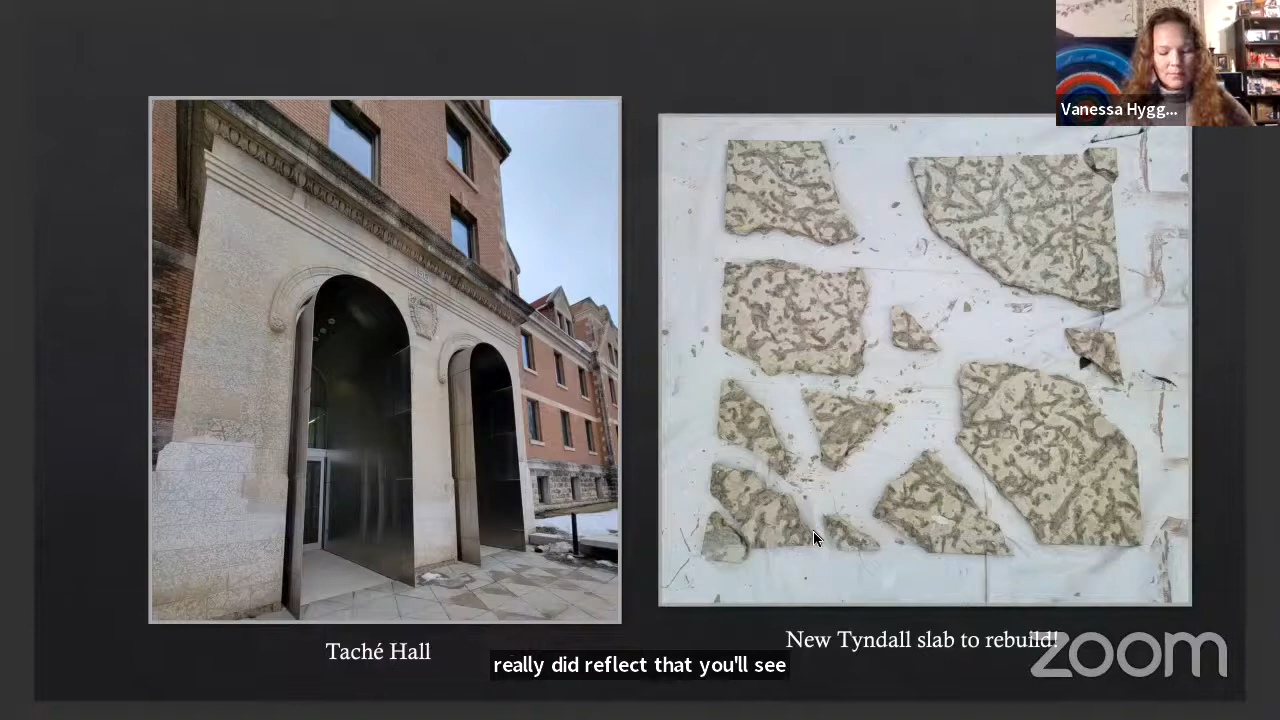 Vanessa Hygg...
New Tyndall slab to rebuild!
Taché Hall
really did reflect that you'll see
zoom